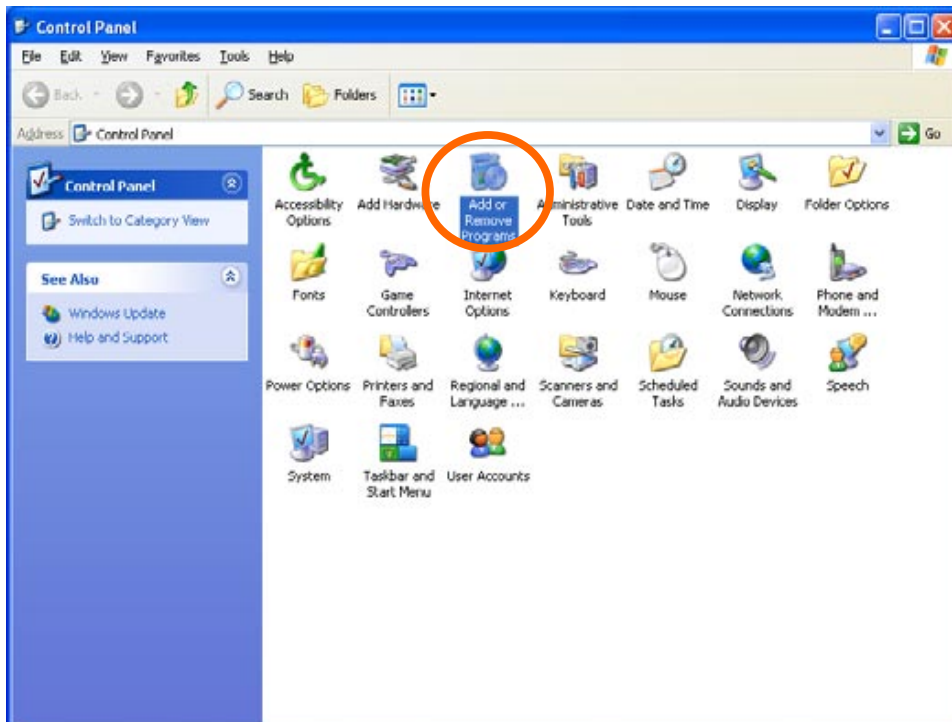 Control Panel
File Edit View Favorites Tools Help
Back Search Folders
Address Control Panel Go
Control Panel
Switch to Category View
See Also
Windows Update
Help and Support
Accessibility Options
Add Hardware
Add or Remove Programs
Administrative Tools
Date and Time
Display
Folder Options
Fonts
Game Controllers
Internet Options
Keyboard
Mouse
Network Connections
Phone and Modem ...
Power Options
Printers and Faxes
Regional and Language ...
Scanners and Cameras
Scheduled Tasks
Sounds and Audio Devices
Speech
System
Taskbar and Start Menu
User Accounts